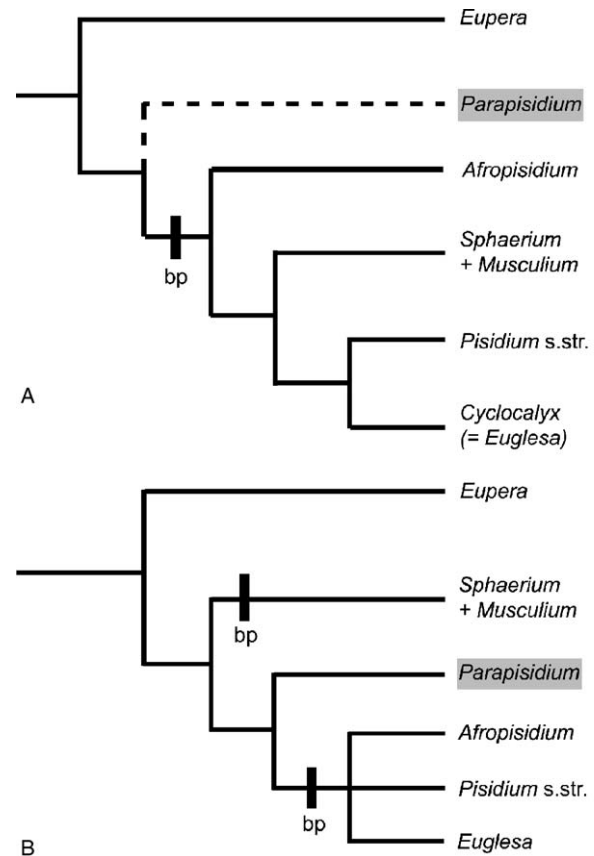 Eupera
Parapisidium
Afropisidium
bp
Sphaerium
+ Musculium
Pisidium s.str.
A
Cyclocalyx
(= Euglesa)
Eupera
Sphaerium
+ Musculium
bp
Parapisidium
Afropisidium
Pisidium s.str.
bp
Euglesa
B